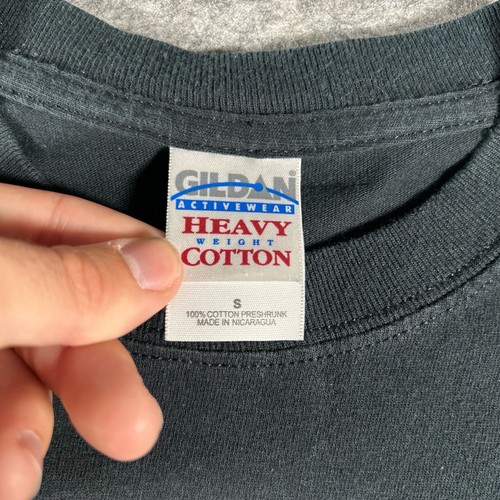 GILDAN®
ACTIVEWEAR
HEAVY
WEIGHT
COTTON
S
100% COTTON PRESHRUNK
MADE IN NICARAGUA